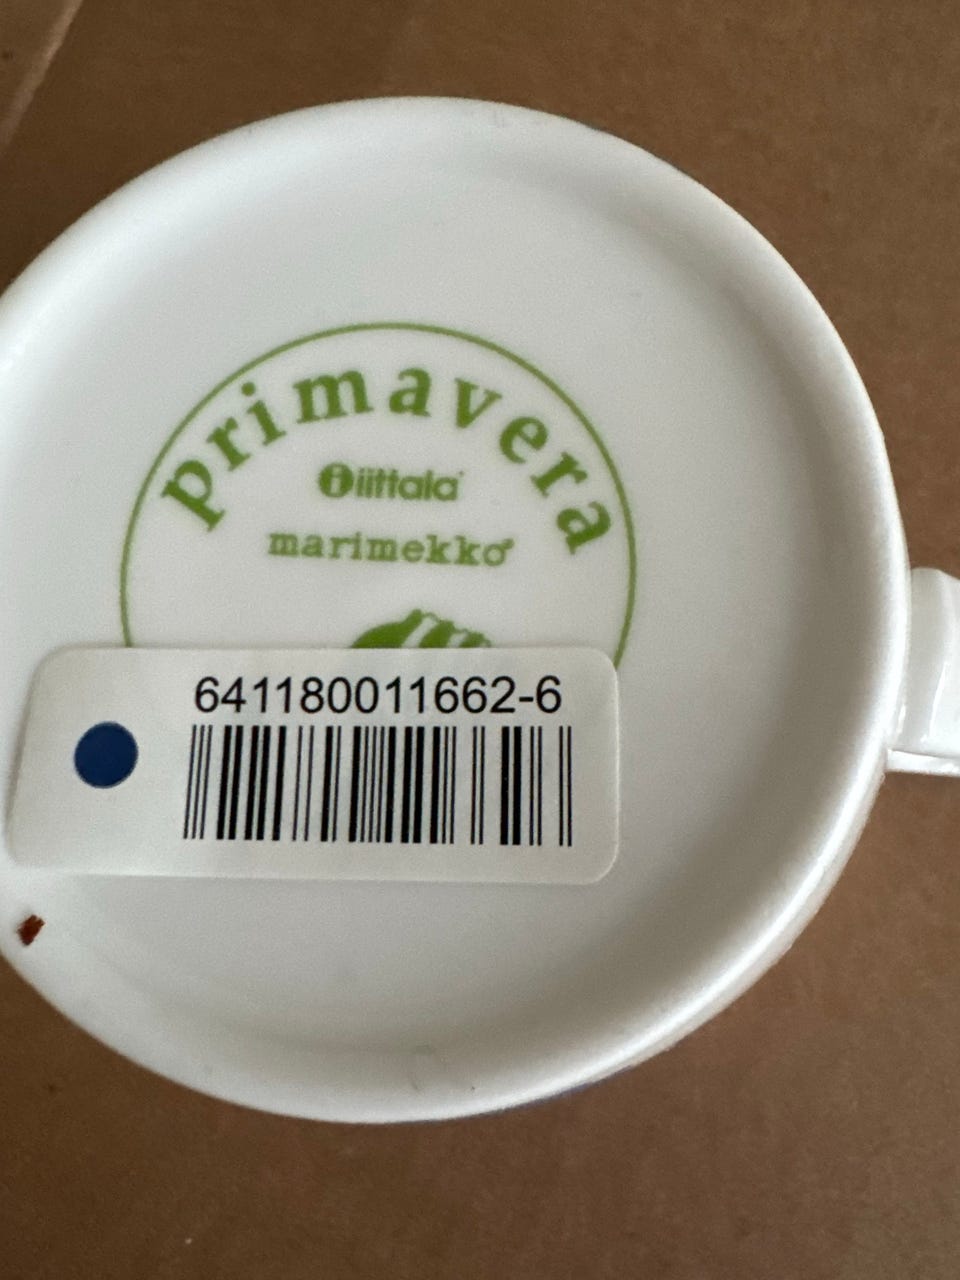 primavera
iittala
marimekko
641180011662-6